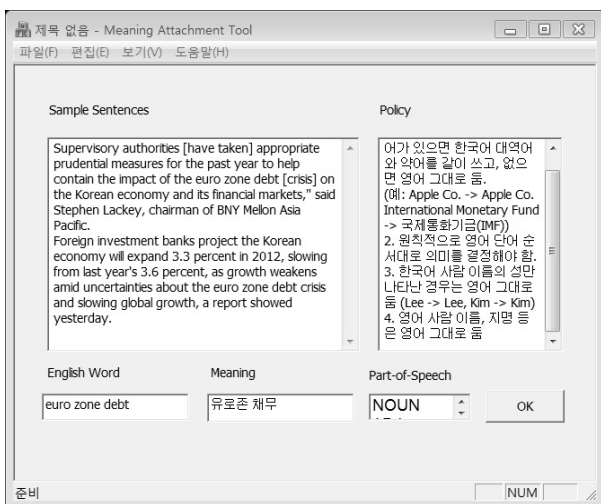 제목 없음 - Meaning Attachment Tool
파일(F) 편집(E) 보기(V) 도움말(H)
Sample Sentences
Policy
Supervisory authorities [have taken] appropriate
prudential measures for the past year to help
contain the impact of the euro zone debt [crisis] on
the Korean economy and its financial markets," said
Stephen Lackey, chairman of BNY Mellon Asia
Pacific.
Foreign investment banks project the Korean
economy will expand 3.3 percent in 2012, slowing
from last year's 3.6 percent, as growth weakens
amid uncertainties about the euro zone debt crisis
and slowing global growth, a report showed
yesterday.
어가 있으면 한국어 대역어
와 약어를 같이 쓰고, 없으
면 영어 그대로 둠.
(예: Apple Co. -> Apple Co.
International Monetary Fund
-> 국제통화기금(IMF))
2. 원칙적으로 영어 단어 순
서대로 의미를 결정해야 함.
3. 한국어 사람 이름의 성만
나타난 경우는 영어 그대로
둠 (Lee -> Lee, Kim -> Kim)
4. 영어 사람 이름, 지명 등
은 영어 그대로 둠
English Word
Meaning
Part-of-Speech
euro zone debt
유로존 채무
NOUN
OK
준비
NUM